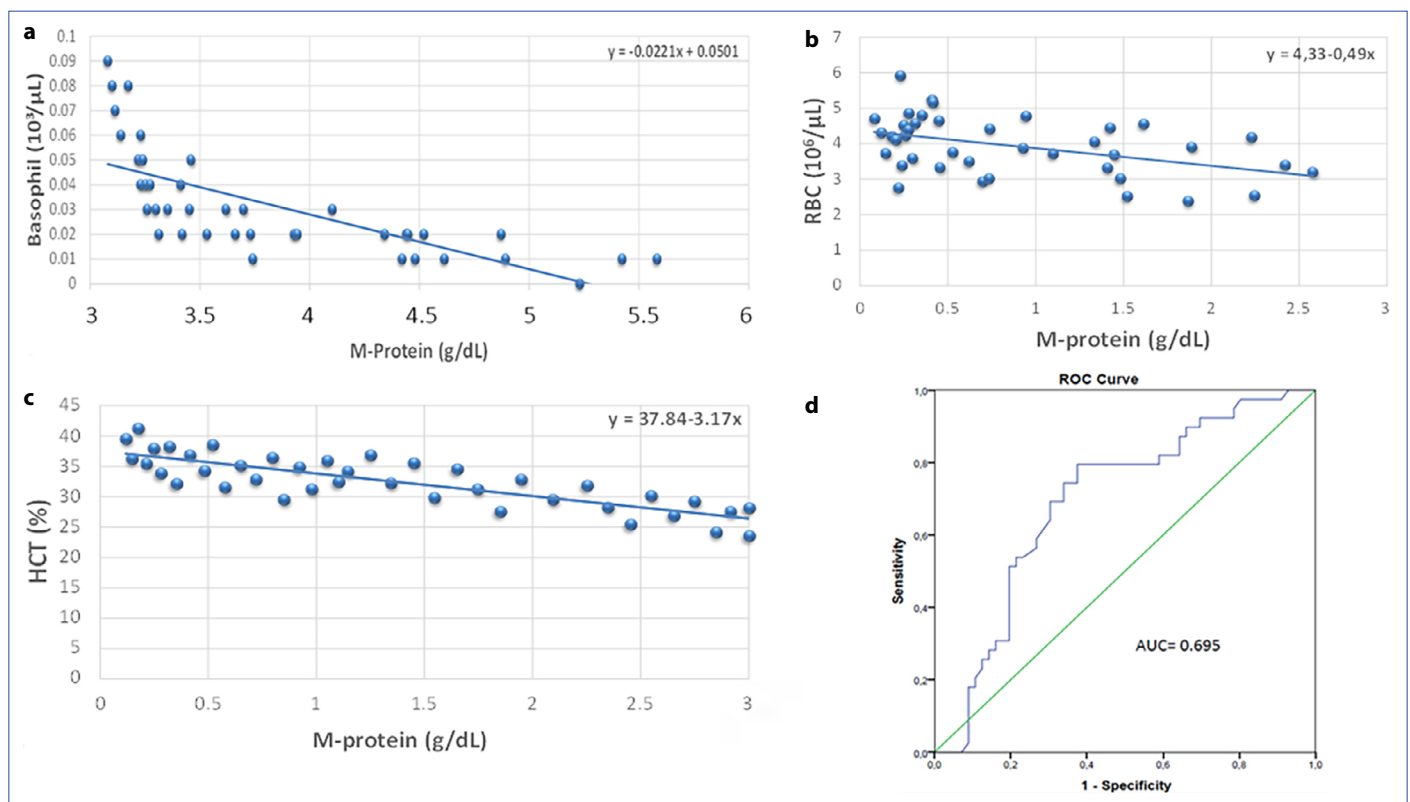 a
y = -0.0221x + 0.0501
Basophil (10³/µL)
0.1
0.09
0.08
0.07
0.06
0.05
0.04
0.03
0.02
0.01
0
3 3.5 4 4.5 5 5.5 6
M-Protein (g/dL)
b
y = 4,33-0,49x
RBC (10⁶/µL)
7
6
5
4
3
2
1
0
0 0.5 1 1.5 2 2.5 3
M-protein (g/dL)
c
y = 37.84-3.17x
HCT (%)
45
40
35
30
25
20
15
10
5
0
0 0.5 1 1.5 2 2.5 3
M-protein (g/dL)
d
ROC Curve
Sensitivity
1,0
0,8
0,6
0,4
0,2
0,0
AUC= 0.695
0,0 0,2 0,4 0,6 0,8 1,0
1 - Specificity